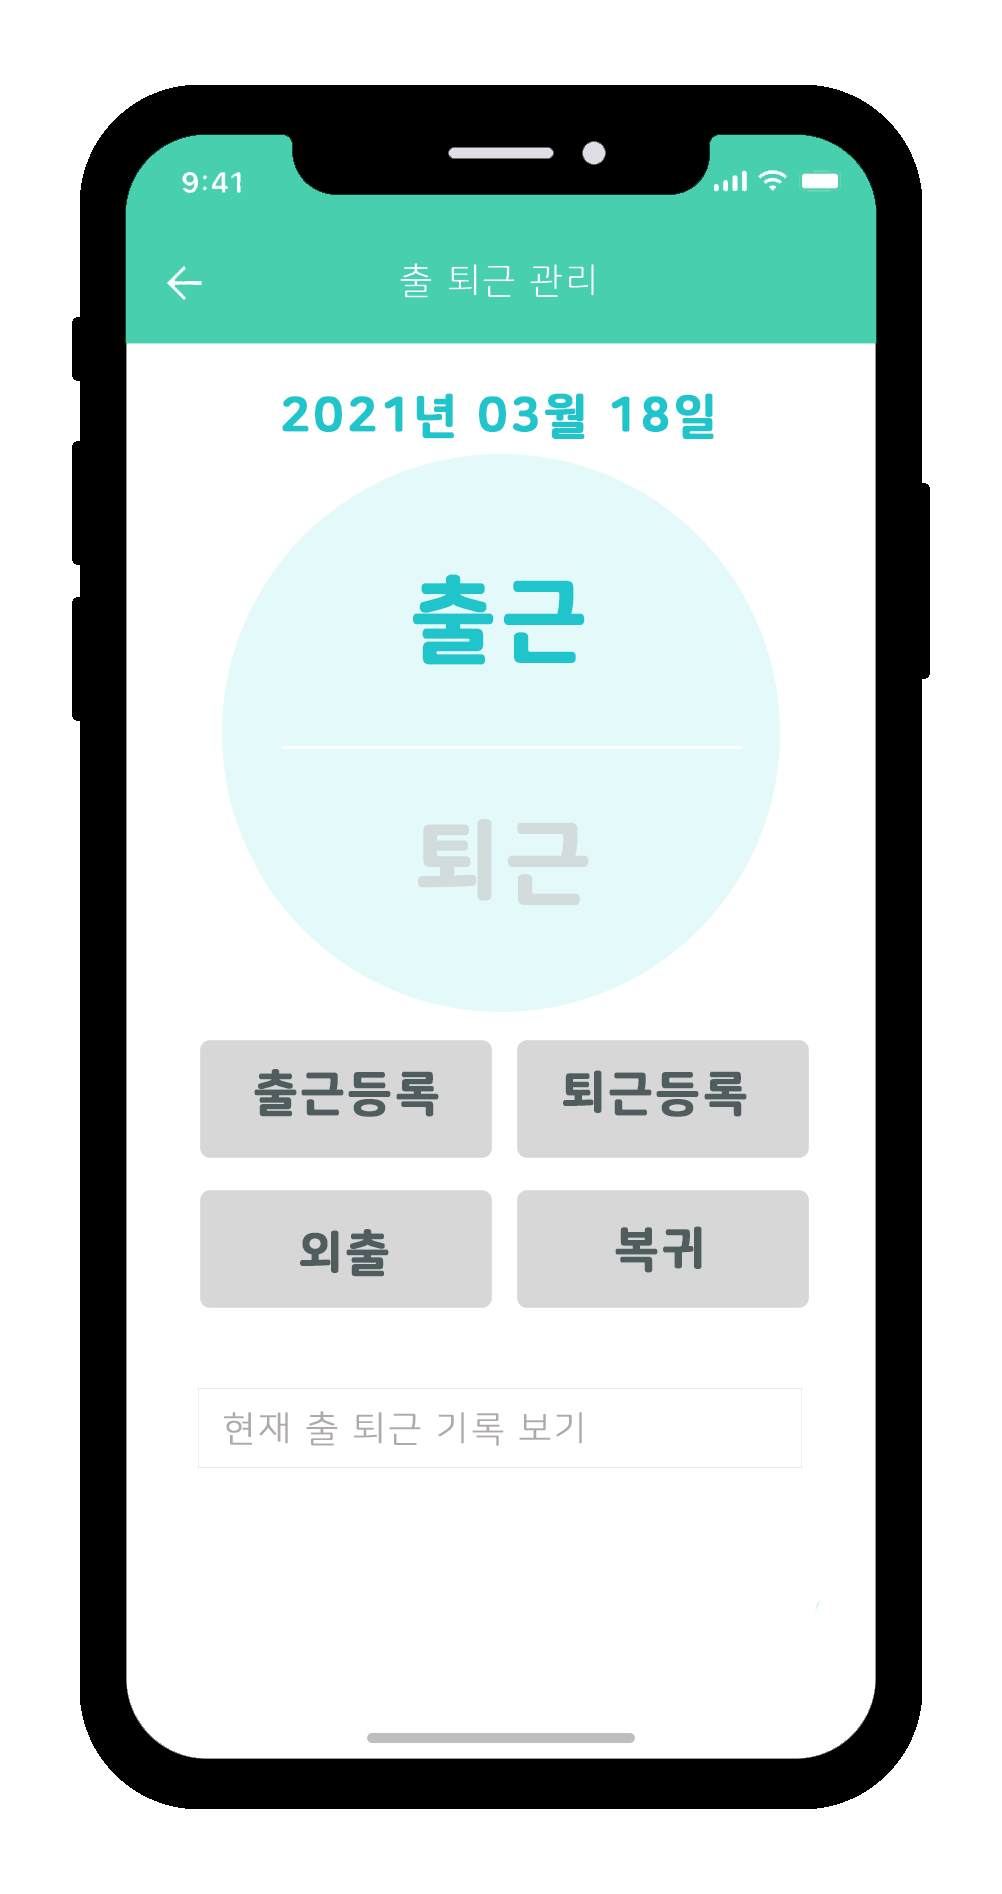 9:41
출 퇴근 관리
2021년 03월 18일
출근
퇴근
출근등록 퇴근등록
외출 복귀
현재 출 퇴근 기록 보기